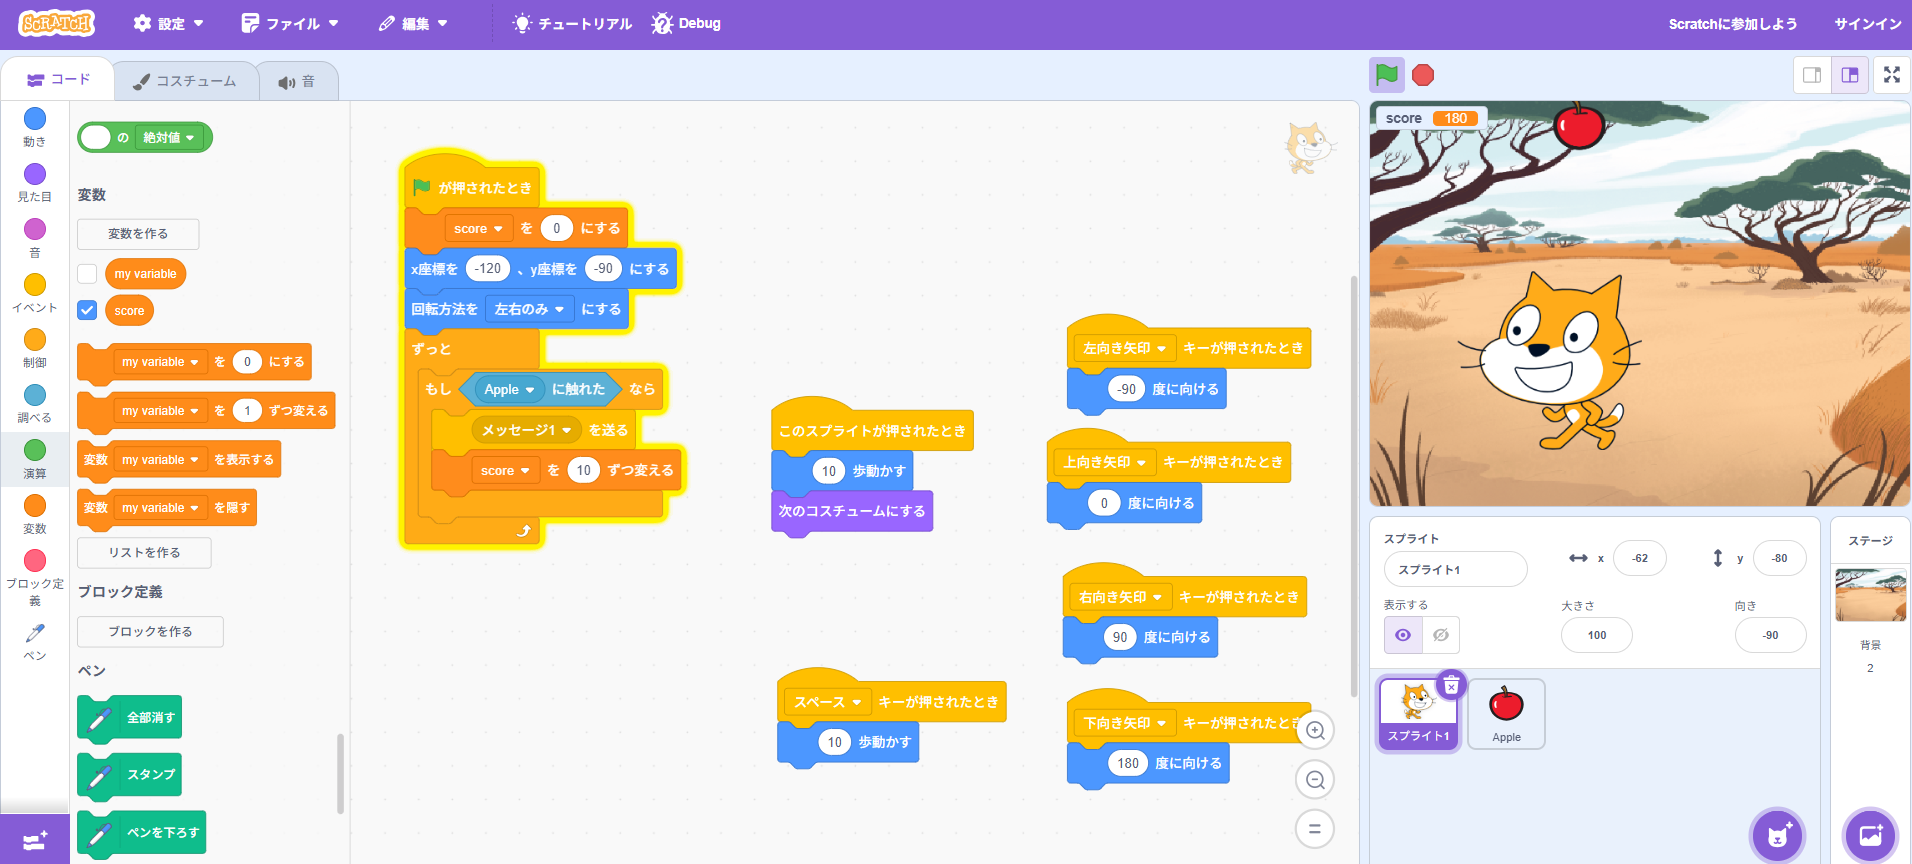 SCRATCH
設定
ファイル
編集
チュートリアル
Debug
Scratchに参加しよう
サインイン
コード
コスチューム
音
動き
見た目
音
イベント
制御
調べる
演算
変数
ブロック定
義
ペン
の 絶対値
変数
変数を作る
my variable
score
my variable を 0 にする
my variable を 1 ずつ変える
変数 my variable を表示する
変数 my variable を隠す
リストを作る
ブロック定義
ブロックを作る
ペン
全部消す
スタンプ
ペンを下ろす
が押されたとき
score を 0 にする
x座標を -120 、y座標を -90 にする
回転方法を 左右のみ にする
ずっと
もし Apple に触れた なら
メッセージ1 を送る
score を 10 ずつ変える
このスプライトが押されたとき
10 歩動かす
次のコスチュームにする
スペース キーが押されたとき
10 歩動かす
左向き矢印 キーが押されたとき
-90 度に向ける
上向き矢印 キーが押されたとき
0 度に向ける
右向き矢印 キーが押されたとき
90 度に向ける
下向き矢印 キーが押されたとき
180 度に向ける
score 180
スプライト
スプライト1
x -62
y -80
表示する
大きさ
100
向き
-90
スプライト1
Apple
ステージ
背景
2